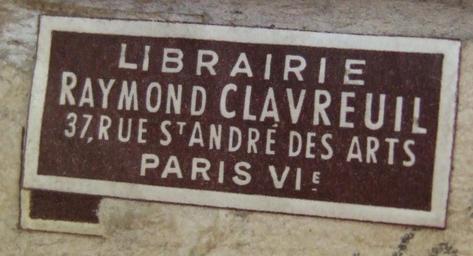 LIBRAIRIE
RAYMOND CLAVREUIL
37, RUE ST ANDRÉ DES ARTS
PARIS VIE